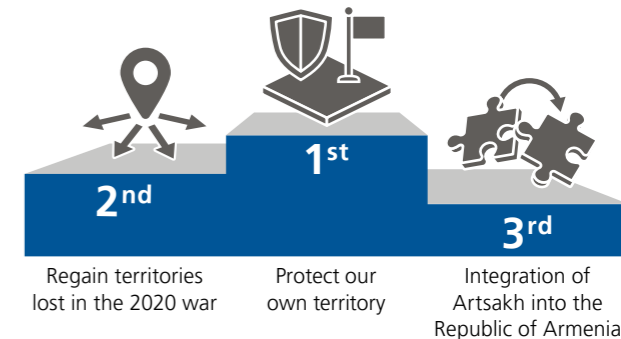 1st
2nd
3rd
Regain territories
lost in the 2020 war
Protect our
own territory
Integration of
Artsakh into the
Republic of Armenia